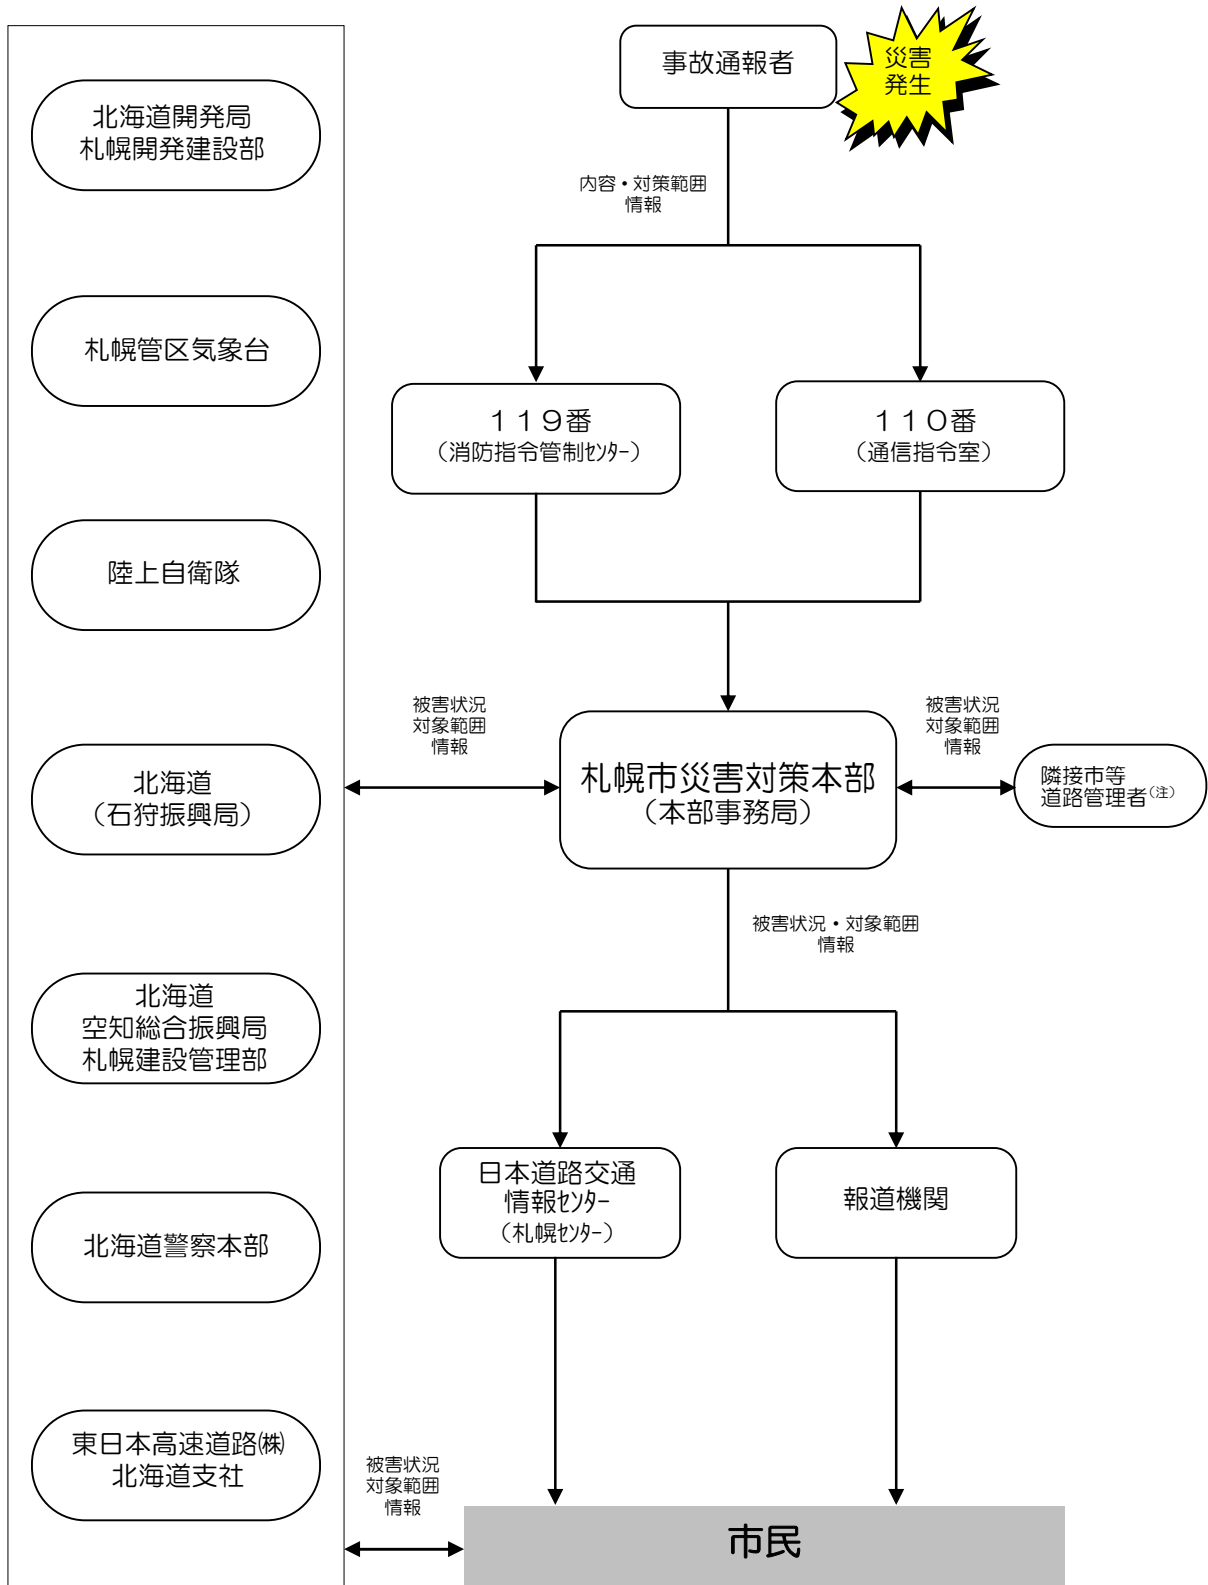 事故通報者
災害
発生
北海道開発局
札幌開発建設部
内容・対策範囲
情報
札幌管区気象台
119番
(消防指令管制ｾﾝﾀｰ)
110番
(通信指令室)
陸上自衛隊
被害状況
対象範囲
情報
被害状況
対象範囲
情報
北海道
(石狩振興局)
札幌市災害対策本部
(本部事務局)
隣接市等
道路管理者(注)
被害状況・対象範囲
情報
北海道
空知総合振興局
札幌建設管理部
日本道路交通
情報ｾﾝﾀｰ
(札幌ｾﾝﾀｰ)
報道機関
北海道警察本部
東日本高速道路㈱
北海道支社
被害状況
対象範囲
情報
市民